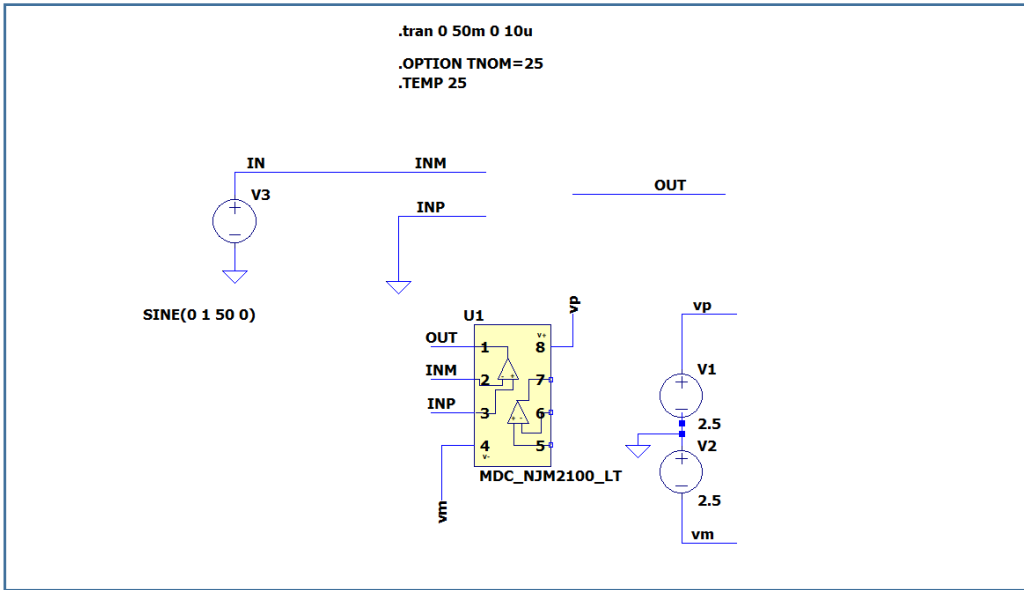 .tran 0 50m 0 10u
.OPTION TNOM=25
.TEMP 25
IN
INM
V3
OUT
INP
SINE(0 1 50 0)
U1
vp
vp
OUT
1
V+
8
INM
2
7
V1
INP
3
6
2.5
4
V-
5
V2
MDC_NJM2100_LT
2.5
vm
vm